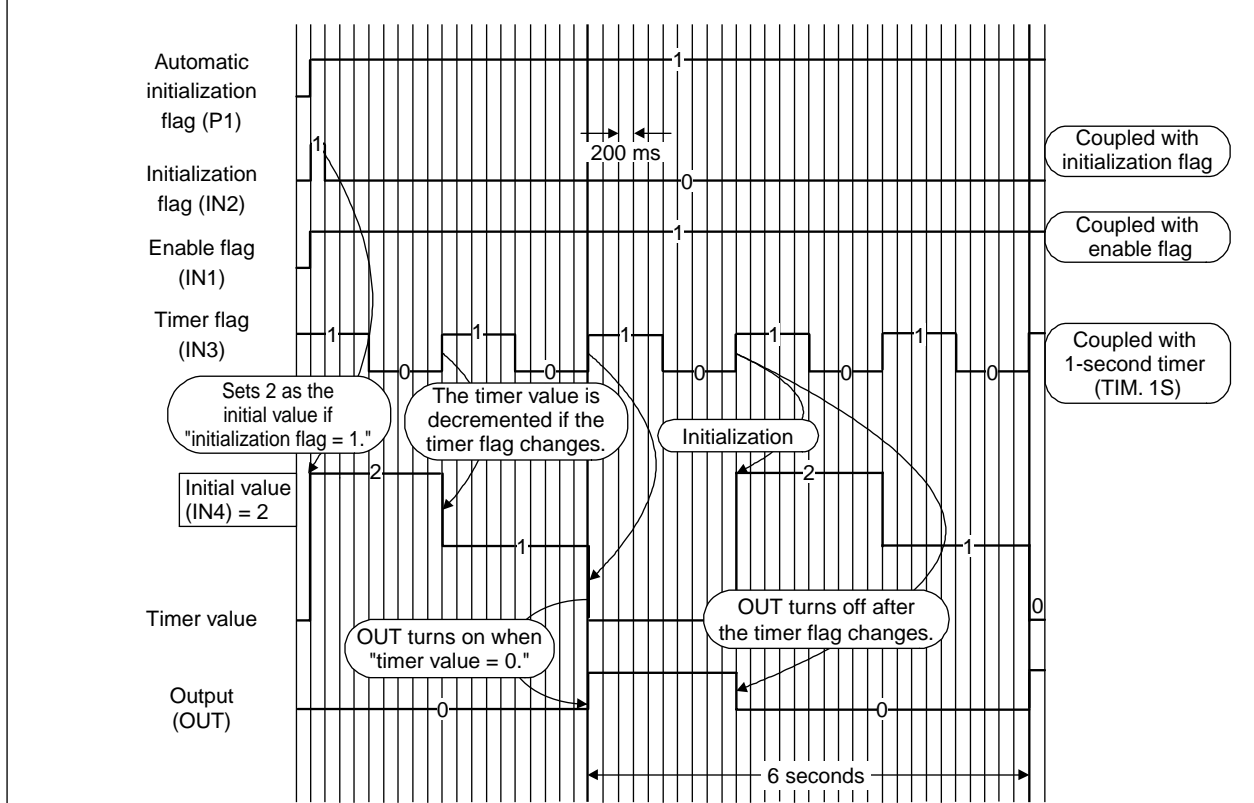 Automatic
initialization
flag (P1)
1
200 ms
Coupled with
initialization flag
1
Initialization
flag (IN2)
0
Enable flag
(IN1)
1
Coupled with
enable flag
Timer flag
(IN3)
1
0
1
0
1
0
1
0
1
0
Coupled with
1-second timer
(TIM. 1S)
Sets 2 as the
initial value if
"initialization flag = 1."
The timer value is
decremented if the
timer flag changes.
Initialization
Initial value
(IN4) = 2
2
1
2
1
0
Timer value
OUT turns on when
"timer value = 0."
OUT turns off after
the timer flag changes.
Output
(OUT)
0
0
6 seconds